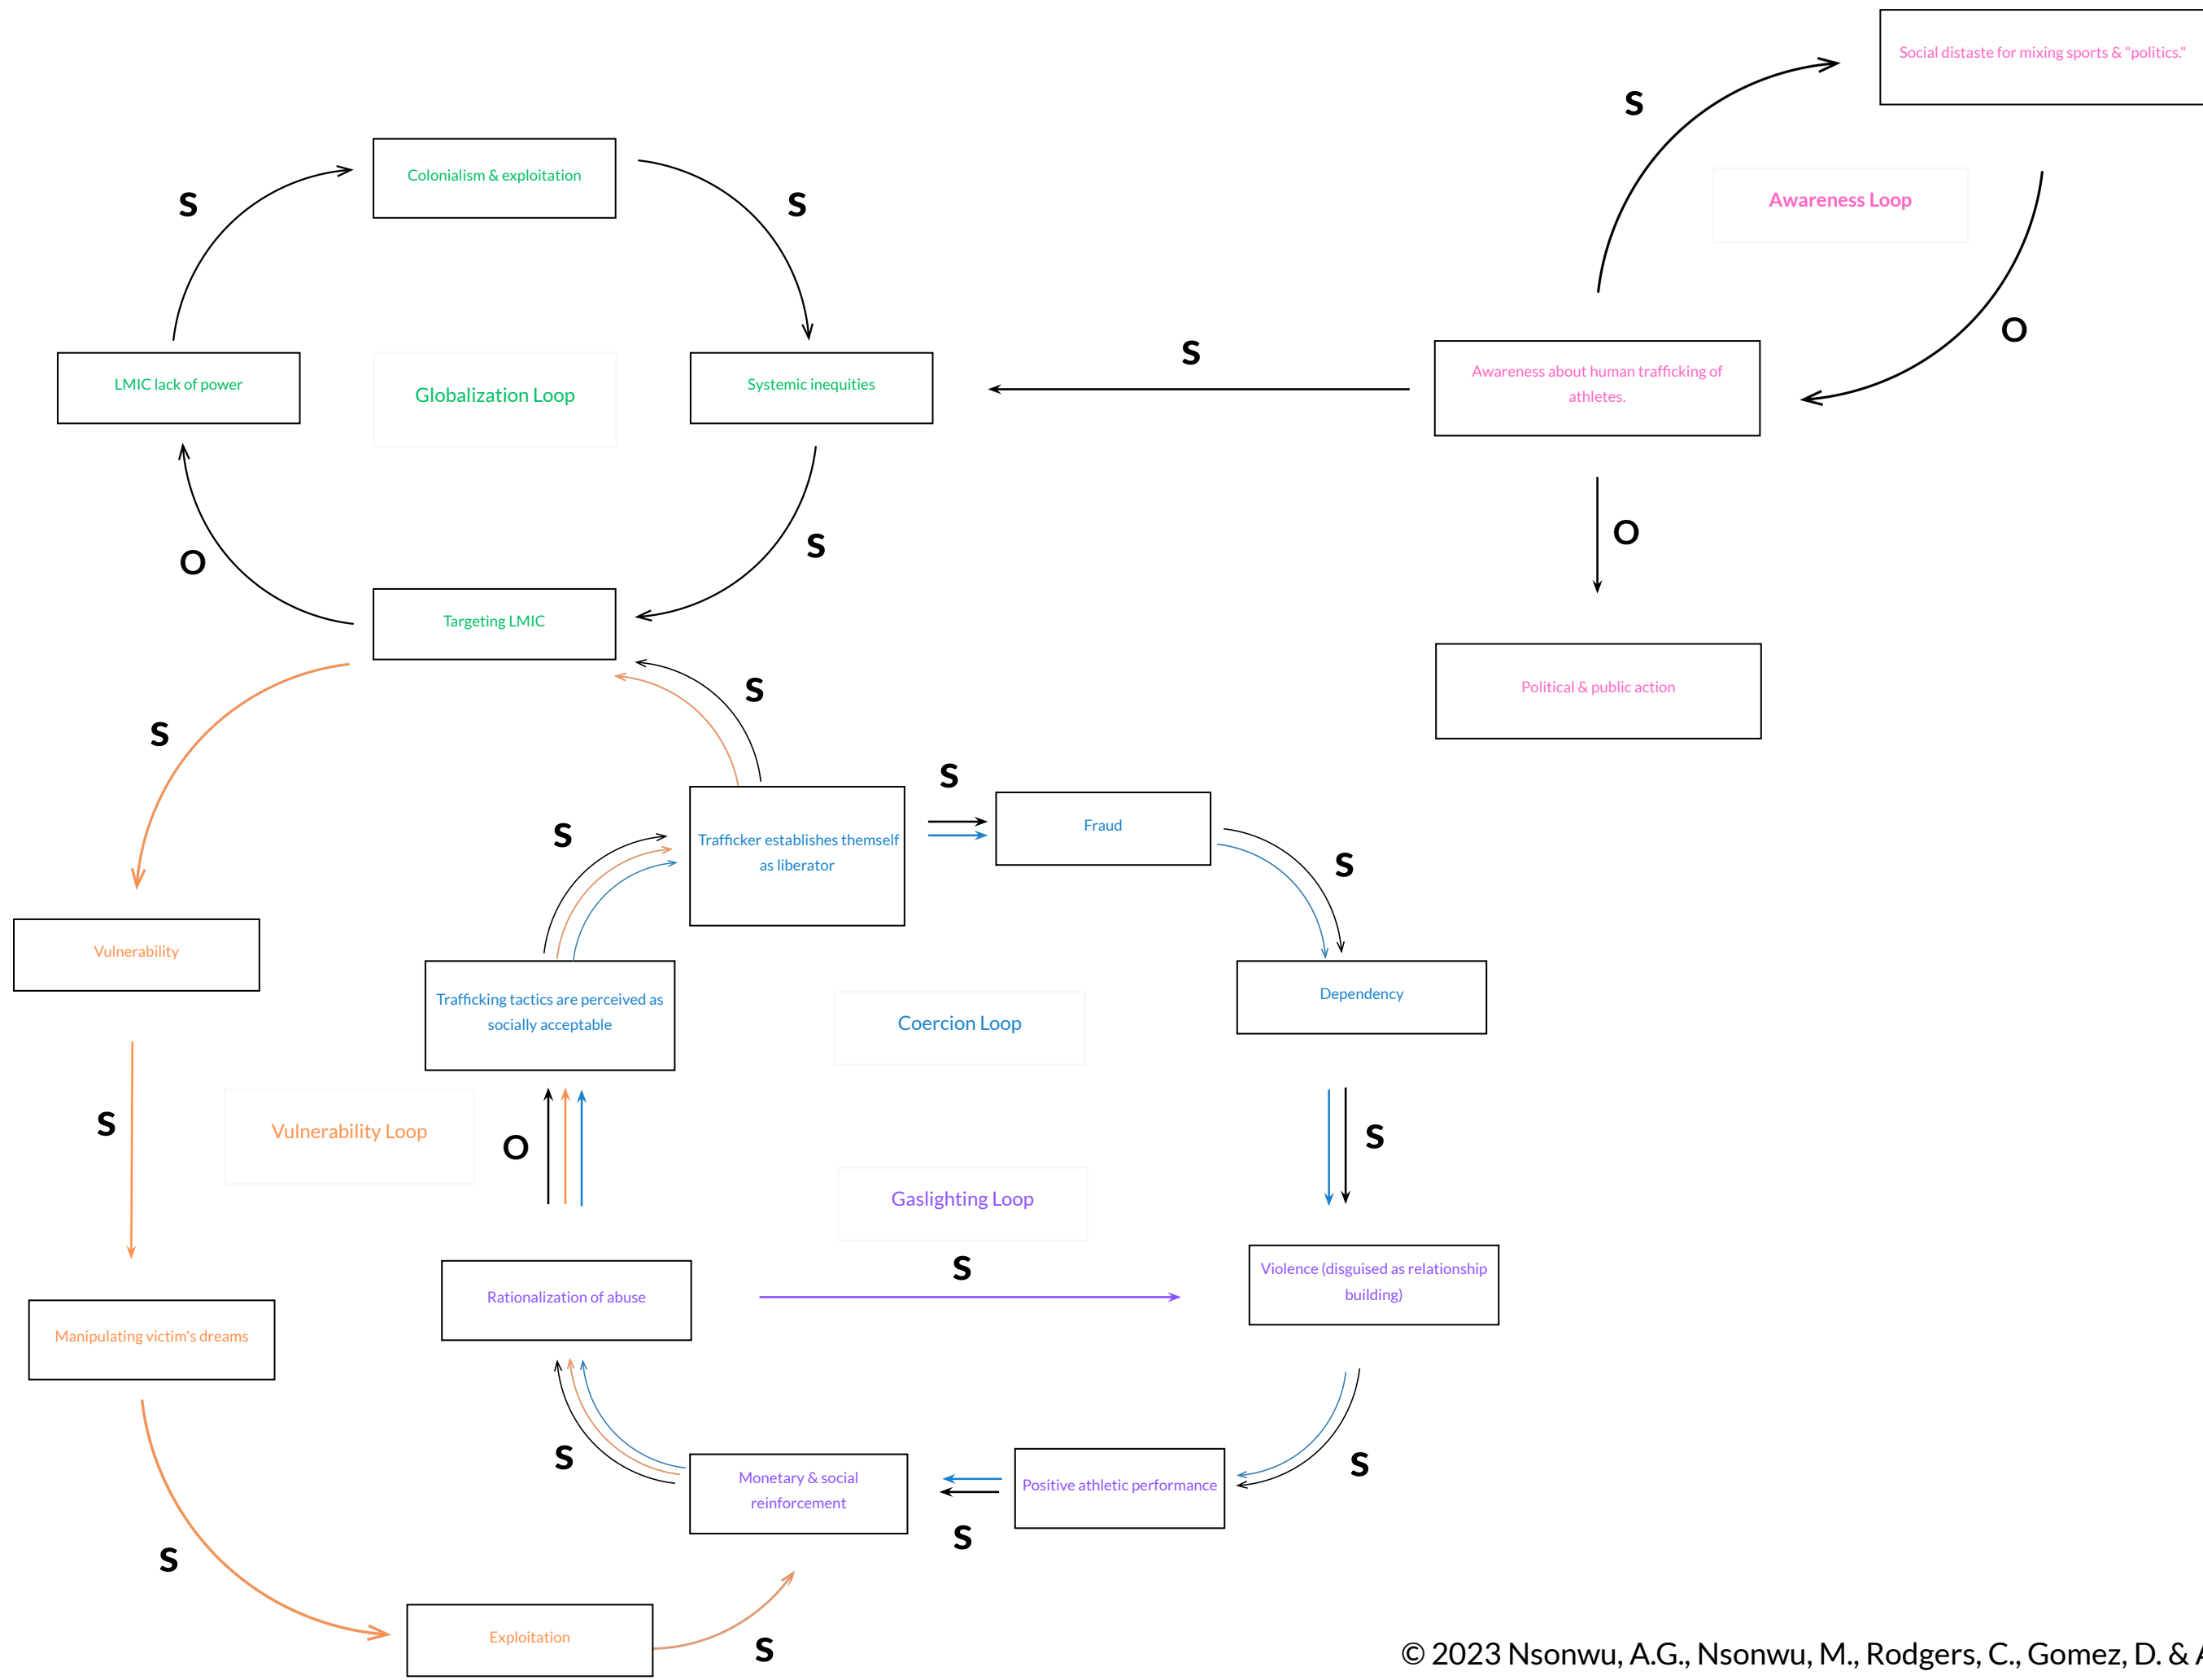 Social distaste for mixing sports & "politics."
S
Colonialism & exploitation
S
S
Awareness Loop
LMIC lack of power
Globalization Loop
Systemic inequities
S
Awareness about human trafficking of
athletes.
O
O
S
O
Targeting LMIC
Political & public action
S
S
S
S
Trafficker establishes themself
as liberator
Fraud
S
Vulnerability
Trafficking tactics are perceived as
socially acceptable
Coercion Loop
Dependency
S
Vulnerability Loop
O
S
Gaslighting Loop
S
Rationalization of abuse
Violence (disguised as relationship
building)
Manipulating victim's dreams
S
Monetary & social
reinforcement
Positive athletic performance
S
S
S
Exploitation
S
© 2023 Nsonwu, A.G., Nsonwu, M., Rodgers, C., Gomez, D. &